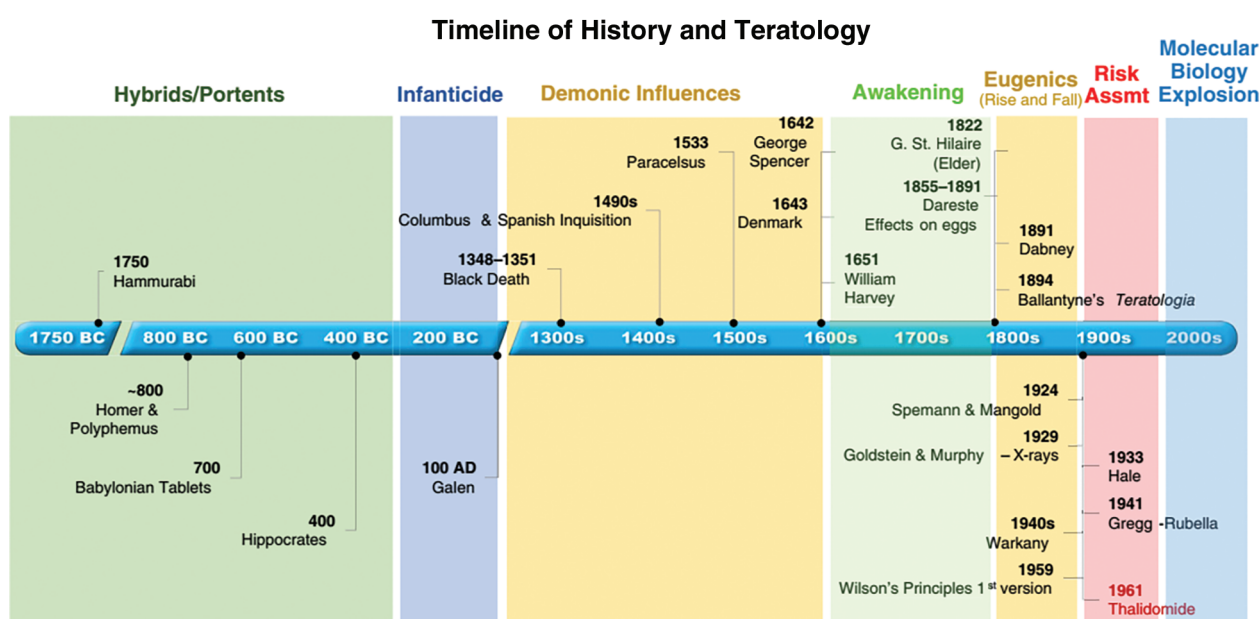 Timeline of History and Teratology
Hybrids/Portents
Infanticide
Demonic Influences
Awakening
Eugenics
(Rise and Fall)
Risk
Assmt
Molecular
Biology
Explosion
1750
Hammurabi
1348–1351
Black Death
1490s
Columbus & Spanish Inquisition
1533
Paracelsus
1642
George
Spencer
1643
Denmark
1651
William
Harvey
1822
G. St. Hilaire
(Elder)
1855–1891
Dareste
Effects on eggs
1891
Dabney
1894
Ballantyne's Teratologia
1750 BC 800 BC 600 BC 400 BC 200 BC 1300s 1400s 1500s 1600s 1700s 1800s 1900s 2000s
~800
Homer &
Polyphemus
700
Babylonian Tablets
400
Hippocrates
100 AD
Galen
1924
Spemann & Mangold
1929
Goldstein & Murphy – X-rays
1933
Hale
1941
Gregg -Rubella
1940s
Warkany
1959
Wilson's Principles 1st version
1961
Thalidomide